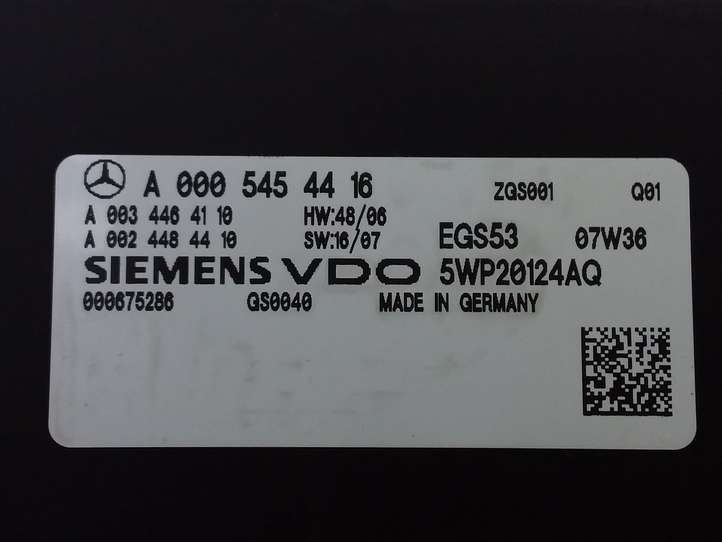 A 000 545 44 16 ZGS001 Q01
A 003 446 41 10 HW:48/06
A 002 448 44 10 SW:16/07 EGS53 07W36
SIEMENS VDO 5WP20124AQ
000675286 QS0040 MADE IN GERMANY